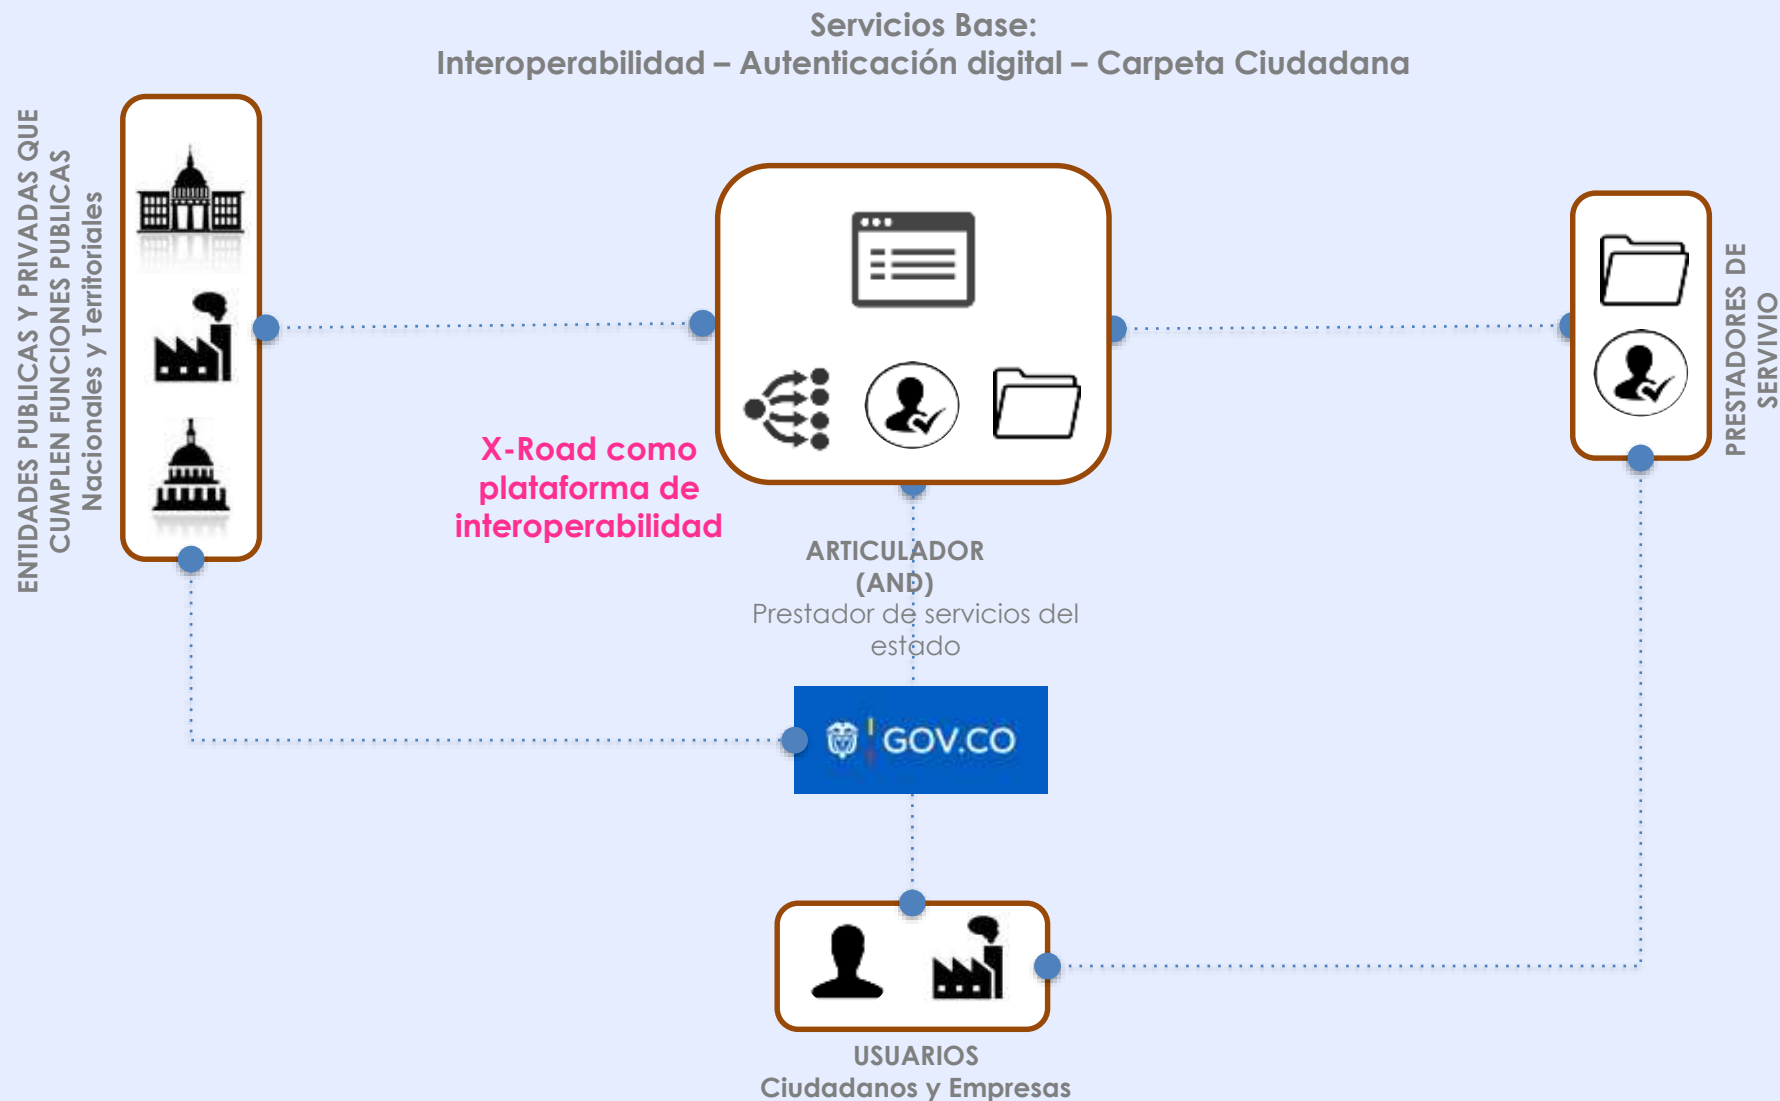 Servicios Base:
Interoperabilidad – Autenticación digital – Carpeta Ciudadana
ENTIDADES PUBLICAS Y PRIVADAS QUE
CUMPLEN FUNCIONES PUBLICAS
Nacionales y Territoriales
X-Road como
plataforma de
interoperabilidad
ARTICULADOR
(AND)
Prestador de servicios del
estado
PRESTADORES DE
SERVIVIO
GOV.CO
USUARIOS
Ciudadanos y Empresas